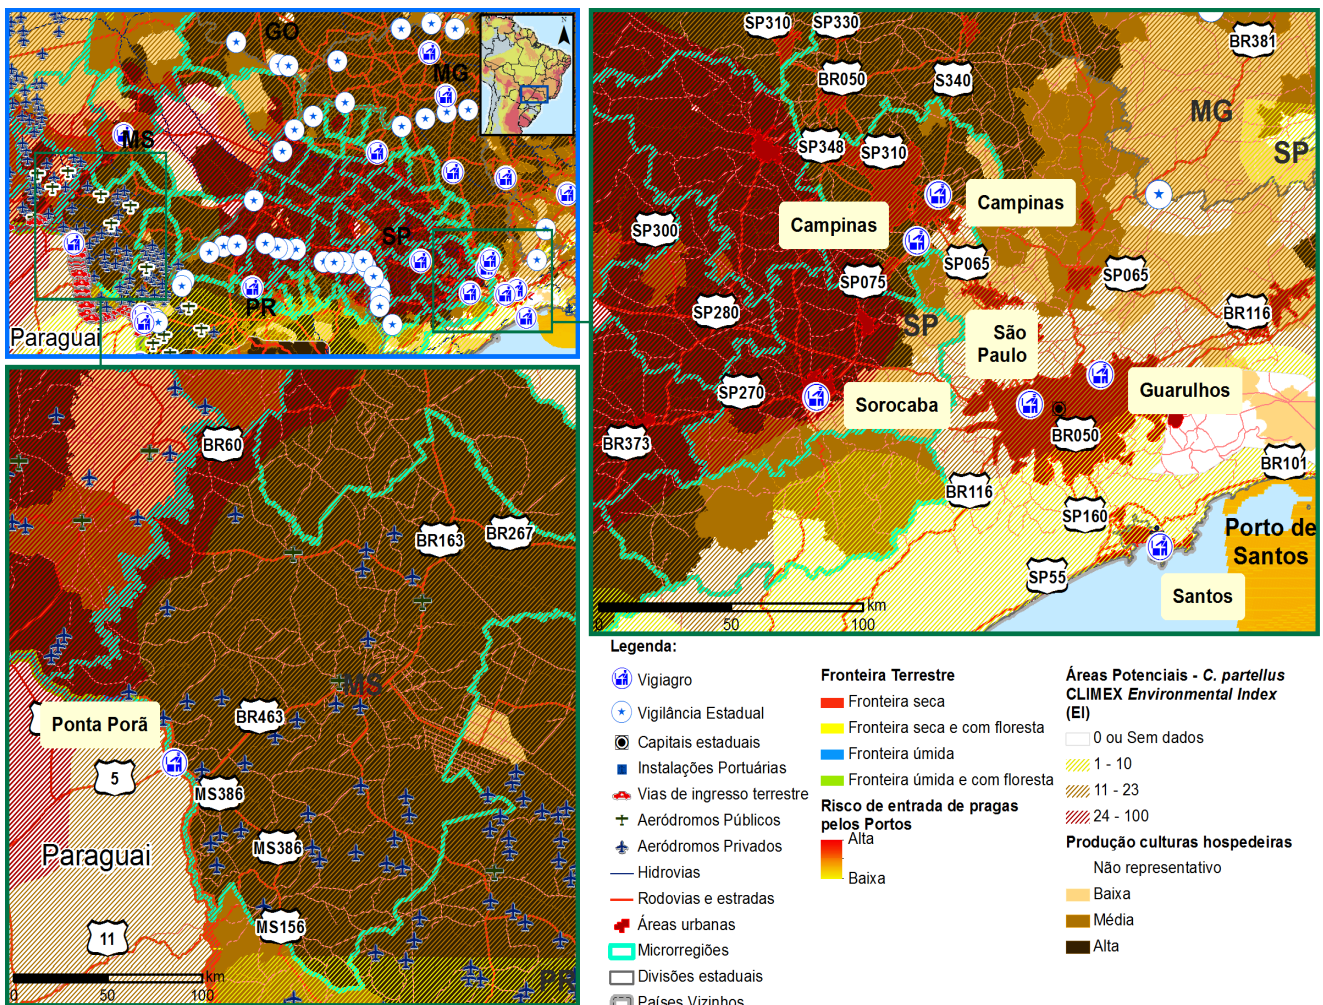 GO
MG
MS
SP
PR
Paraguai
N
SP310
SP330
BR381
BR050
S340
MG
SP348
SP310
SP
Campinas
Campinas
SP300
SP065
SP065
SP075
SP280
SP
BR116
São
Paulo
SP270
Sorocaba
Guarulhos
BR373
BR050
BR101
BR116
SP160
Porto de
Santos
SP55
Santos
km
0
50
100
BR60
BR163
BR267
MS
Ponta Porã
BR463
5
MS386
MS386
Paraguai
11
MS156
PR
km
0
50
100
Legenda:
Vigiagro
Vigilância Estadual
Capitais estaduais
Instalações Portuárias
Vias de ingresso terrestre
Aeródromos Públicos
Aeródromos Privados
Hidrovias
Rodovias e estradas
Áreas urbanas
Microrregiões
Divisões estaduais
Países Vizinhos
Fronteira Terrestre
Fronteira seca
Fronteira seca e com floresta
Fronteira úmida
Fronteira úmida e com floresta
Risco de entrada de pragas
pelos Portos
Alta
Baixa
Áreas Potenciais - C. partellus
CLIMEX Environmental Index
(EI)
0 ou Sem dados
1 - 10
11 - 23
24 - 100
Produção culturas hospedeiras
Não representativo
Baixa
Média
Alta